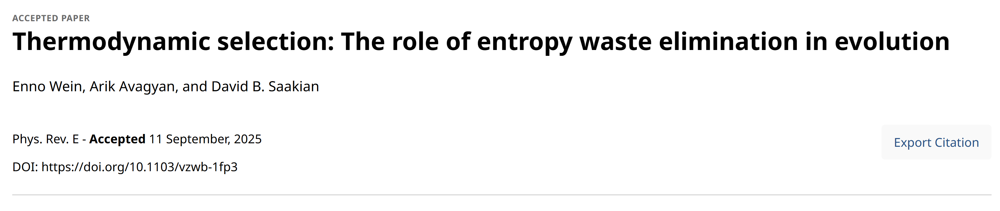 ACCEPTED PAPER
Thermodynamic selection: The role of entropy waste elimination in evolution
Enno Wein, Arik Avagyan, and David B. Saakian
Phys. Rev. E - Accepted 11 September, 2025
Export Citation
DOI: https://doi.org/10.1103/vzwb-1fp3